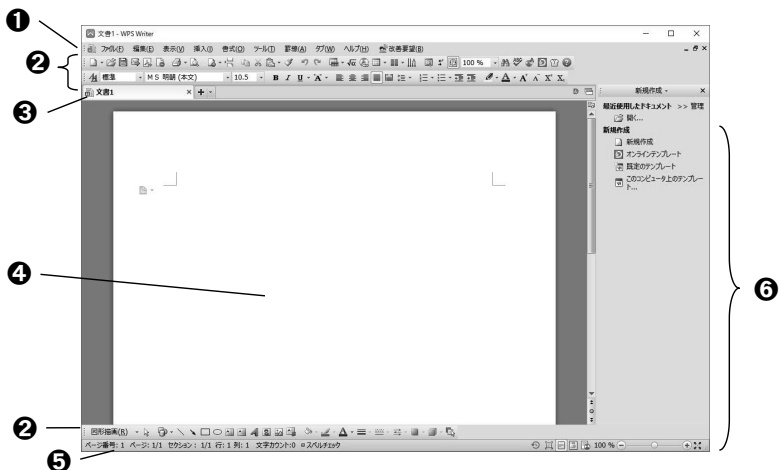 ❶
文書1 - WPS Writer
ファイル(F) 編集(E) 表示(V) 挿入(I) 書式(O) ツール(T) 罫線(A) タブ(W) ヘルプ(H) 改善要望(B)
❷
100 %
標準 MS 明朝 (本文) 10.5 B I U A
❸
文書1
新規作成
最近使用したドキュメント >> 管理
開く...
新規作成
新規作成
オンラインテンプレート
既定のテンプレート
このコンピュータ上のテンプレート...
❹
❻
❷
図形描画(R)
ページ番号: 1 ページ: 1/1 セクション: 1/1 行: 1 列: 1 文字カウント:0 スペルチェック
100 %
❺